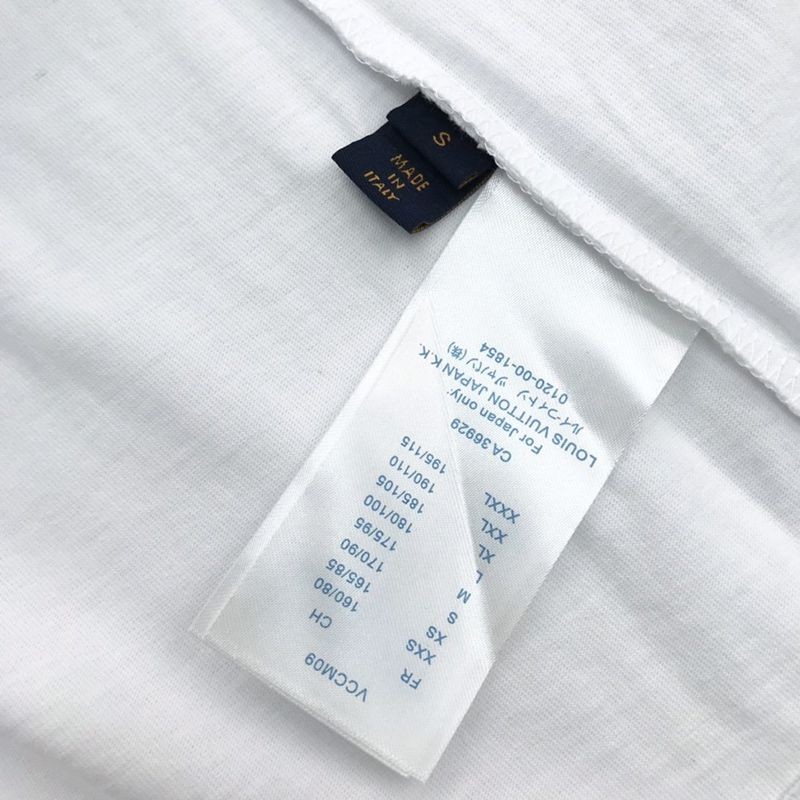 S
MADE
IN
ITALY
VCCM09
FR CH
XXS 160/80
XS 165/85
S 170/90
M 175/95
L 180/100
XL 185/105
XXL 190/110
XXXL 195/115
CA 36929
For Japan only:
LOUIS VUITTON JAPAN K.K.
ルイ・ヴィトン ジャパン(株)
0120-00-1854